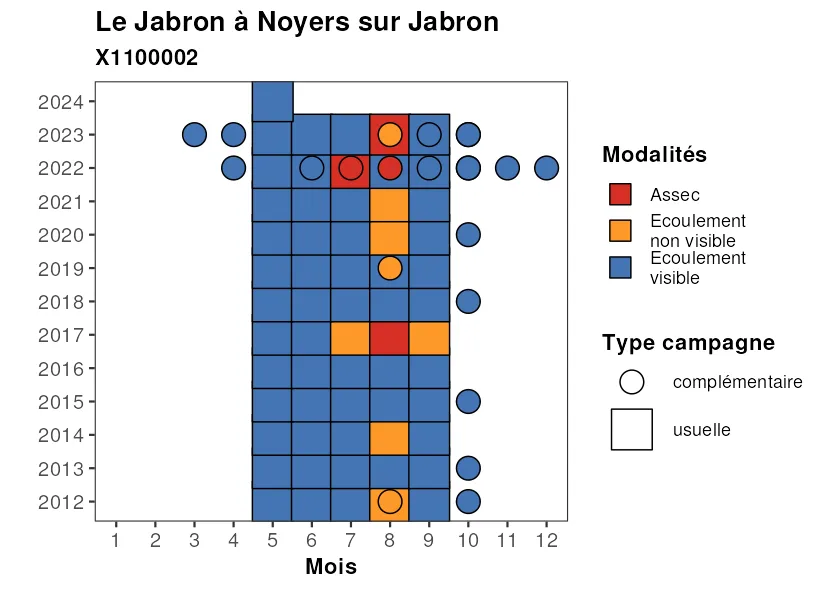 Le Jabron à Noyers sur Jabron
X1100002
2024
2023
2022
2021
2020
2019
2018
2017
2016
2015
2014
2013
2012
1 2 3 4 5 6 7 8 9 10 11 12
Mois
Modalités
Assec
Ecoulement
non visible
Ecoulement
visible
Type campagne
complémentaire
usuelle